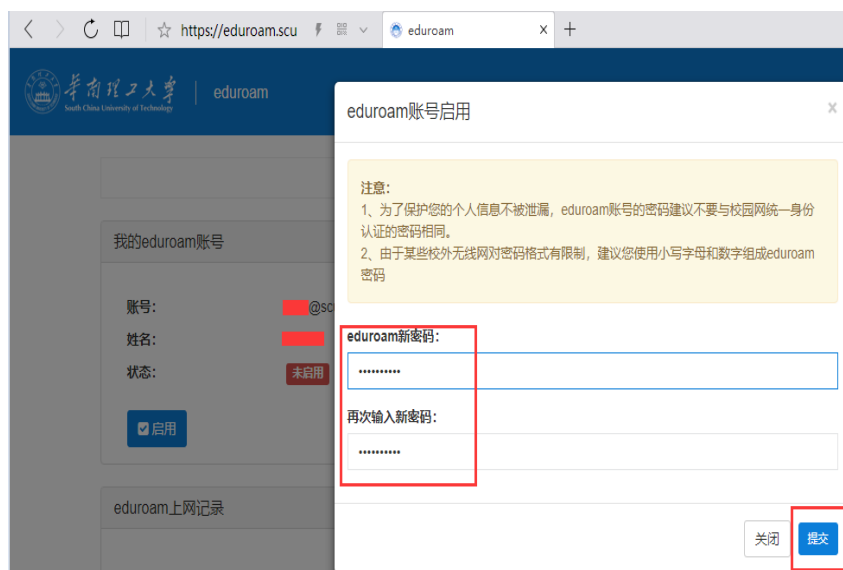 https://eduroam.scu
eduroam
华南理工大学
South China University of Technology
eduroam
eduroam账号启用
注意：
1、为了保护您的个人信息不被泄漏，eduroam账号的密码建议不要与校园网统一身份
认证的密码相同。
2、由于某些校外无线网对密码格式有限制，建议您使用小写字母和数字组成eduroam
密码
我的eduroam账号
账号：
@sc
姓名：
状态：
未启用
启用
eduroam新密码：
••••••••••
再次输入新密码：
••••••••••
eduroam上网记录
关闭
提交